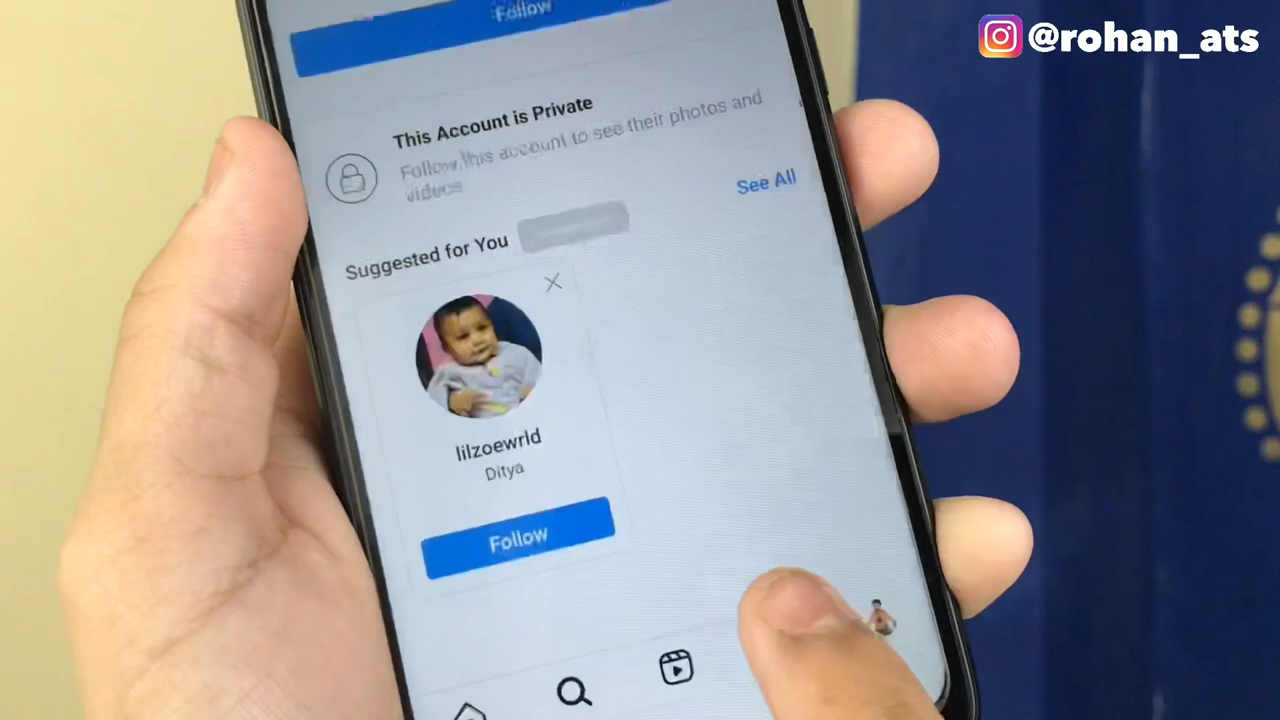 @rohan_ats
Follow
This Account is Private
Follow this account to see their photos and
videos
See All
Suggested for You
lilzoewrld
Ditya
Follow